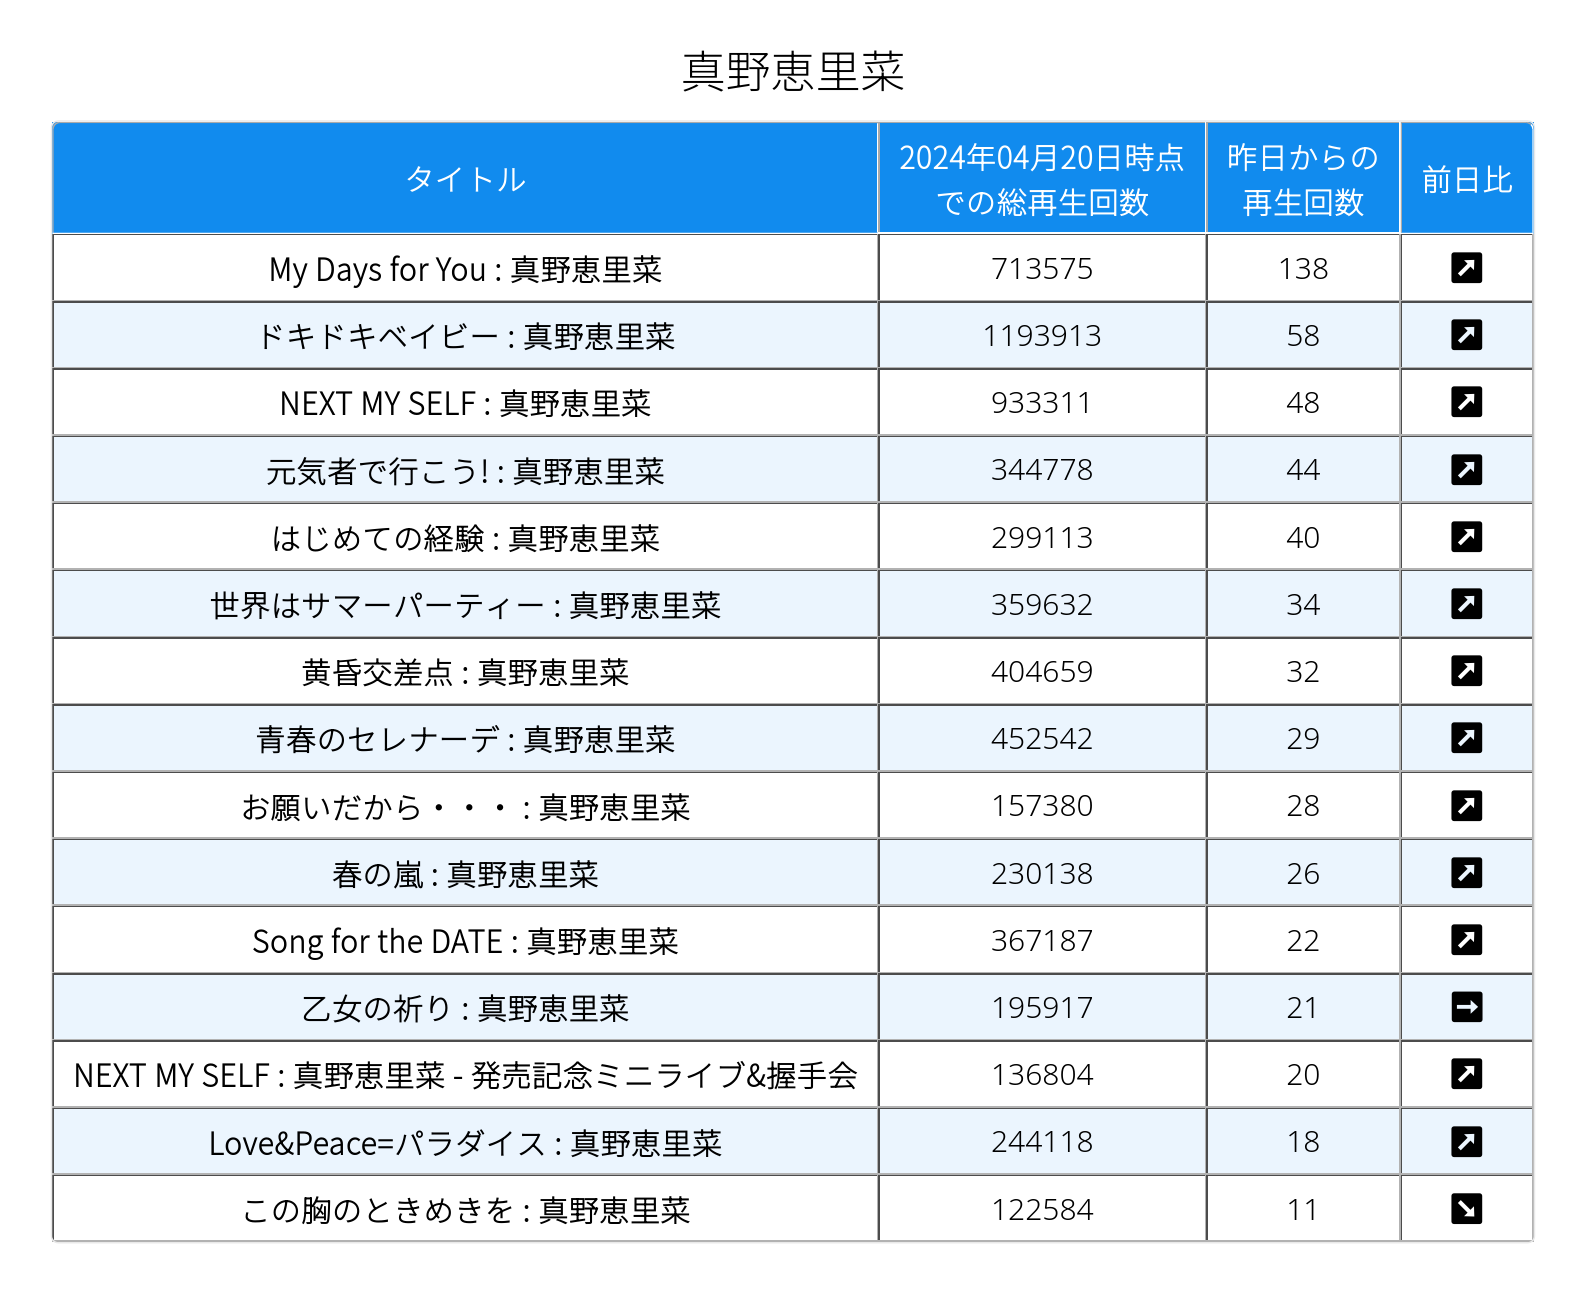 真野恵里菜
タイトル 2024年04月20日時点での総再生回数 昨日からの再生回数 前日比
My Days for You : 真野恵里菜 713575 138
ドキドキベイビー : 真野恵里菜 1193913 58
NEXT MY SELF : 真野恵里菜 933311 48
元気者で行こう! : 真野恵里菜 344778 44
はじめての経験 : 真野恵里菜 299113 40
世界はサマーパーティー : 真野恵里菜 359632 34
黄昏交差点 : 真野恵里菜 404659 32
青春のセレナーデ : 真野恵里菜 452542 29
お願いだから・・・ : 真野恵里菜 157380 28
春の嵐 : 真野恵里菜 230138 26
Song for the DATE : 真野恵里菜 367187 22
乙女の祈り : 真野恵里菜 195917 21
NEXT MY SELF : 真野恵里菜 - 発売記念ミニライブ&握手会 136804 20
Love&Peace=パラダイス : 真野恵里菜 244118 18
この胸のときめきを : 真野恵里菜 122584 11